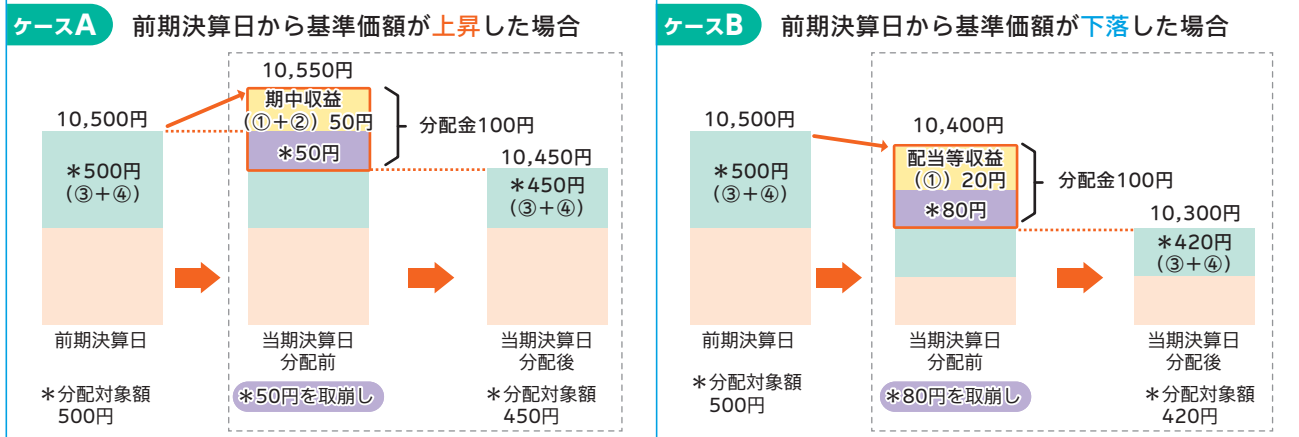 ケースA 前期決算日から基準価額が上昇した場合
10,500円
＊500円
（③＋④）
前期決算日
＊分配対象額
500円
10,550円
期中収益
（①＋②）50円
＊50円
分配金100円
当期決算日
分配前
＊50円を取崩し
10,450円
＊450円
（③＋④）
当期決算日
分配後
＊分配対象額
450円
ケースB 前期決算日から基準価額が下落した場合
10,500円
＊500円
（③＋④）
前期決算日
＊分配対象額
500円
10,400円
配当等収益
（①）20円
＊80円
分配金100円
当期決算日
分配前
＊80円を取崩し
10,300円
＊420円
（③＋④）
当期決算日
分配後
＊分配対象額
420円